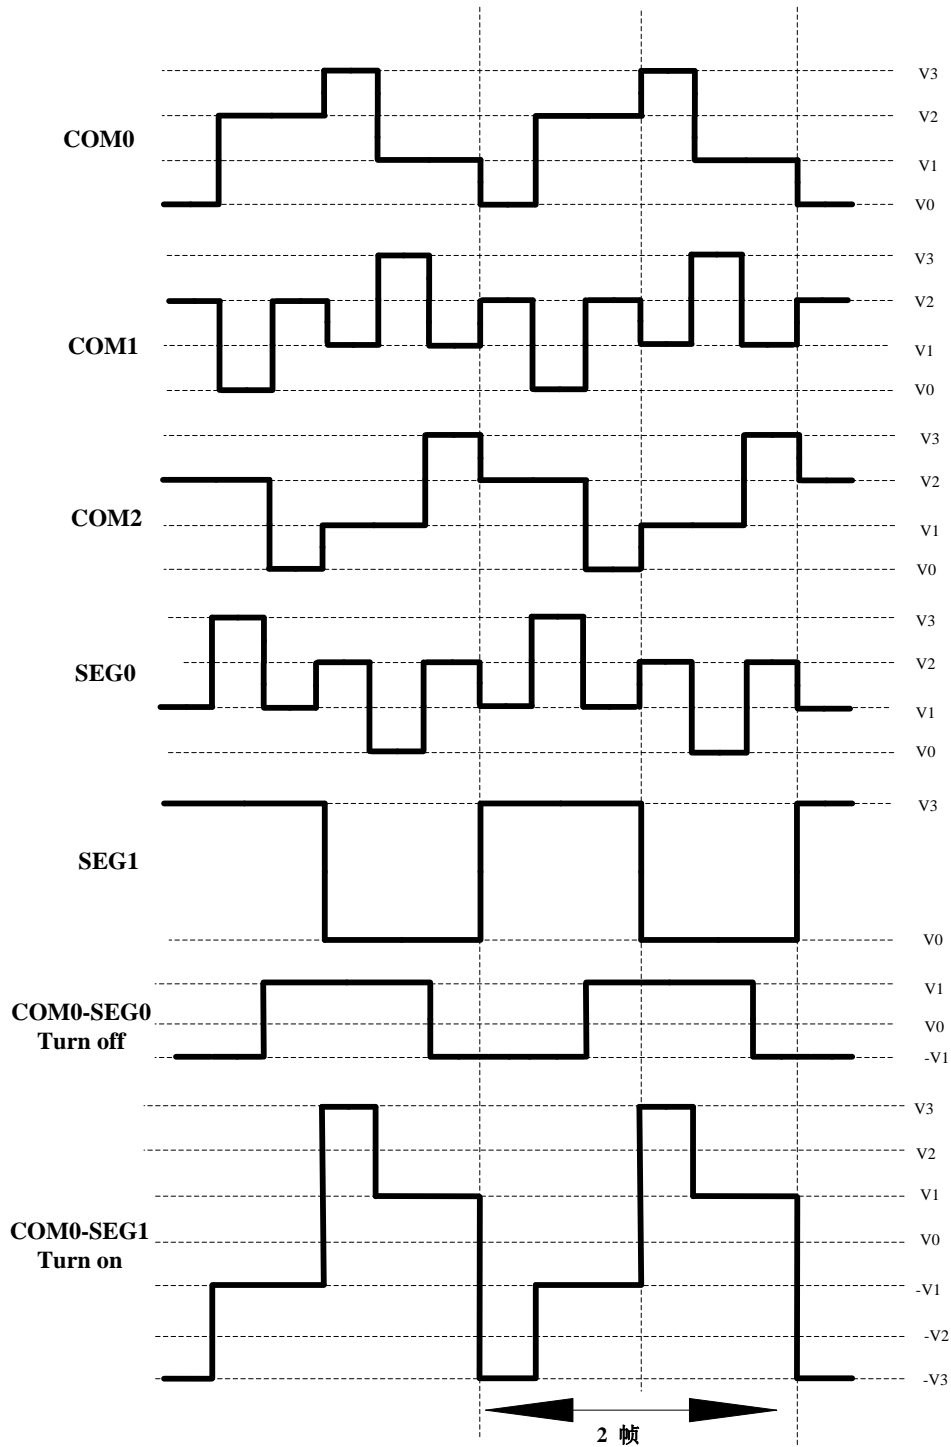 V3
V2
COM0
V1
V0
V3
V2
COM1
V1
V0
V3
V2
COM2
V1
V0
V3
V2
SEG0
V1
V0
V3
SEG1
V0
V1
COM0-SEG0
V0
Turn off
-V1
V3
V2
V1
COM0-SEG1
V0
Turn on
-V1
-V2
-V3
2 帧